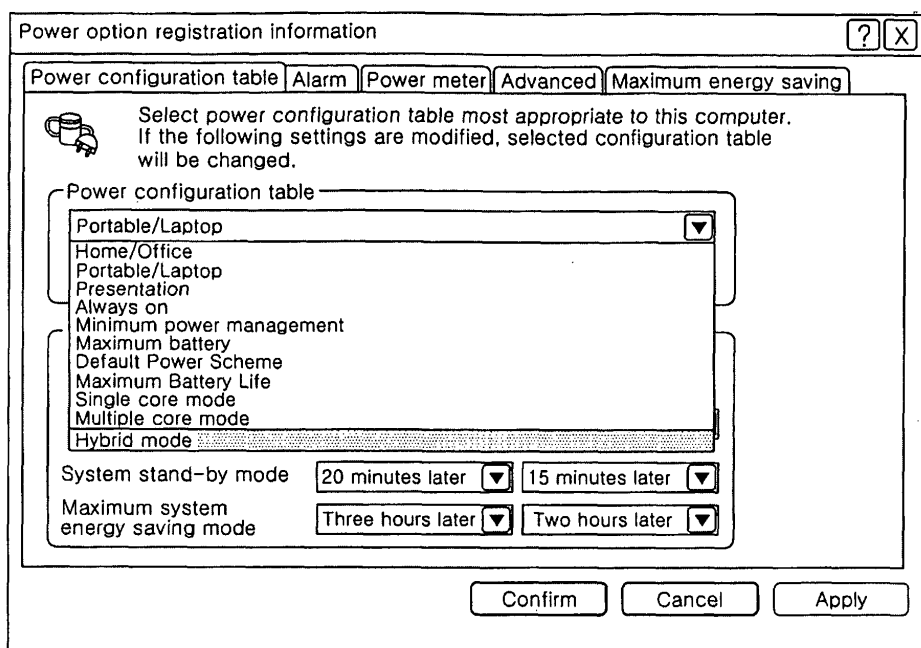 Power option registration information
? X
Power configuration table Alarm Power meter Advanced Maximum energy saving
Select power configuration table most appropriate to this computer.
If the following settings are modified, selected configuration table
will be changed.
Power configuration table
Portable/Laptop
Home/Office
Portable/Laptop
Presentation
Always on
Minimum power management
Maximum battery
Default Power Scheme
Maximum Battery Life
Single core mode
Multiple core mode
Hybrid mode
System stand-by mode 20 minutes later 15 minutes later
Maximum system
energy saving mode Three hours later Two hours later
Confirm Cancel Apply